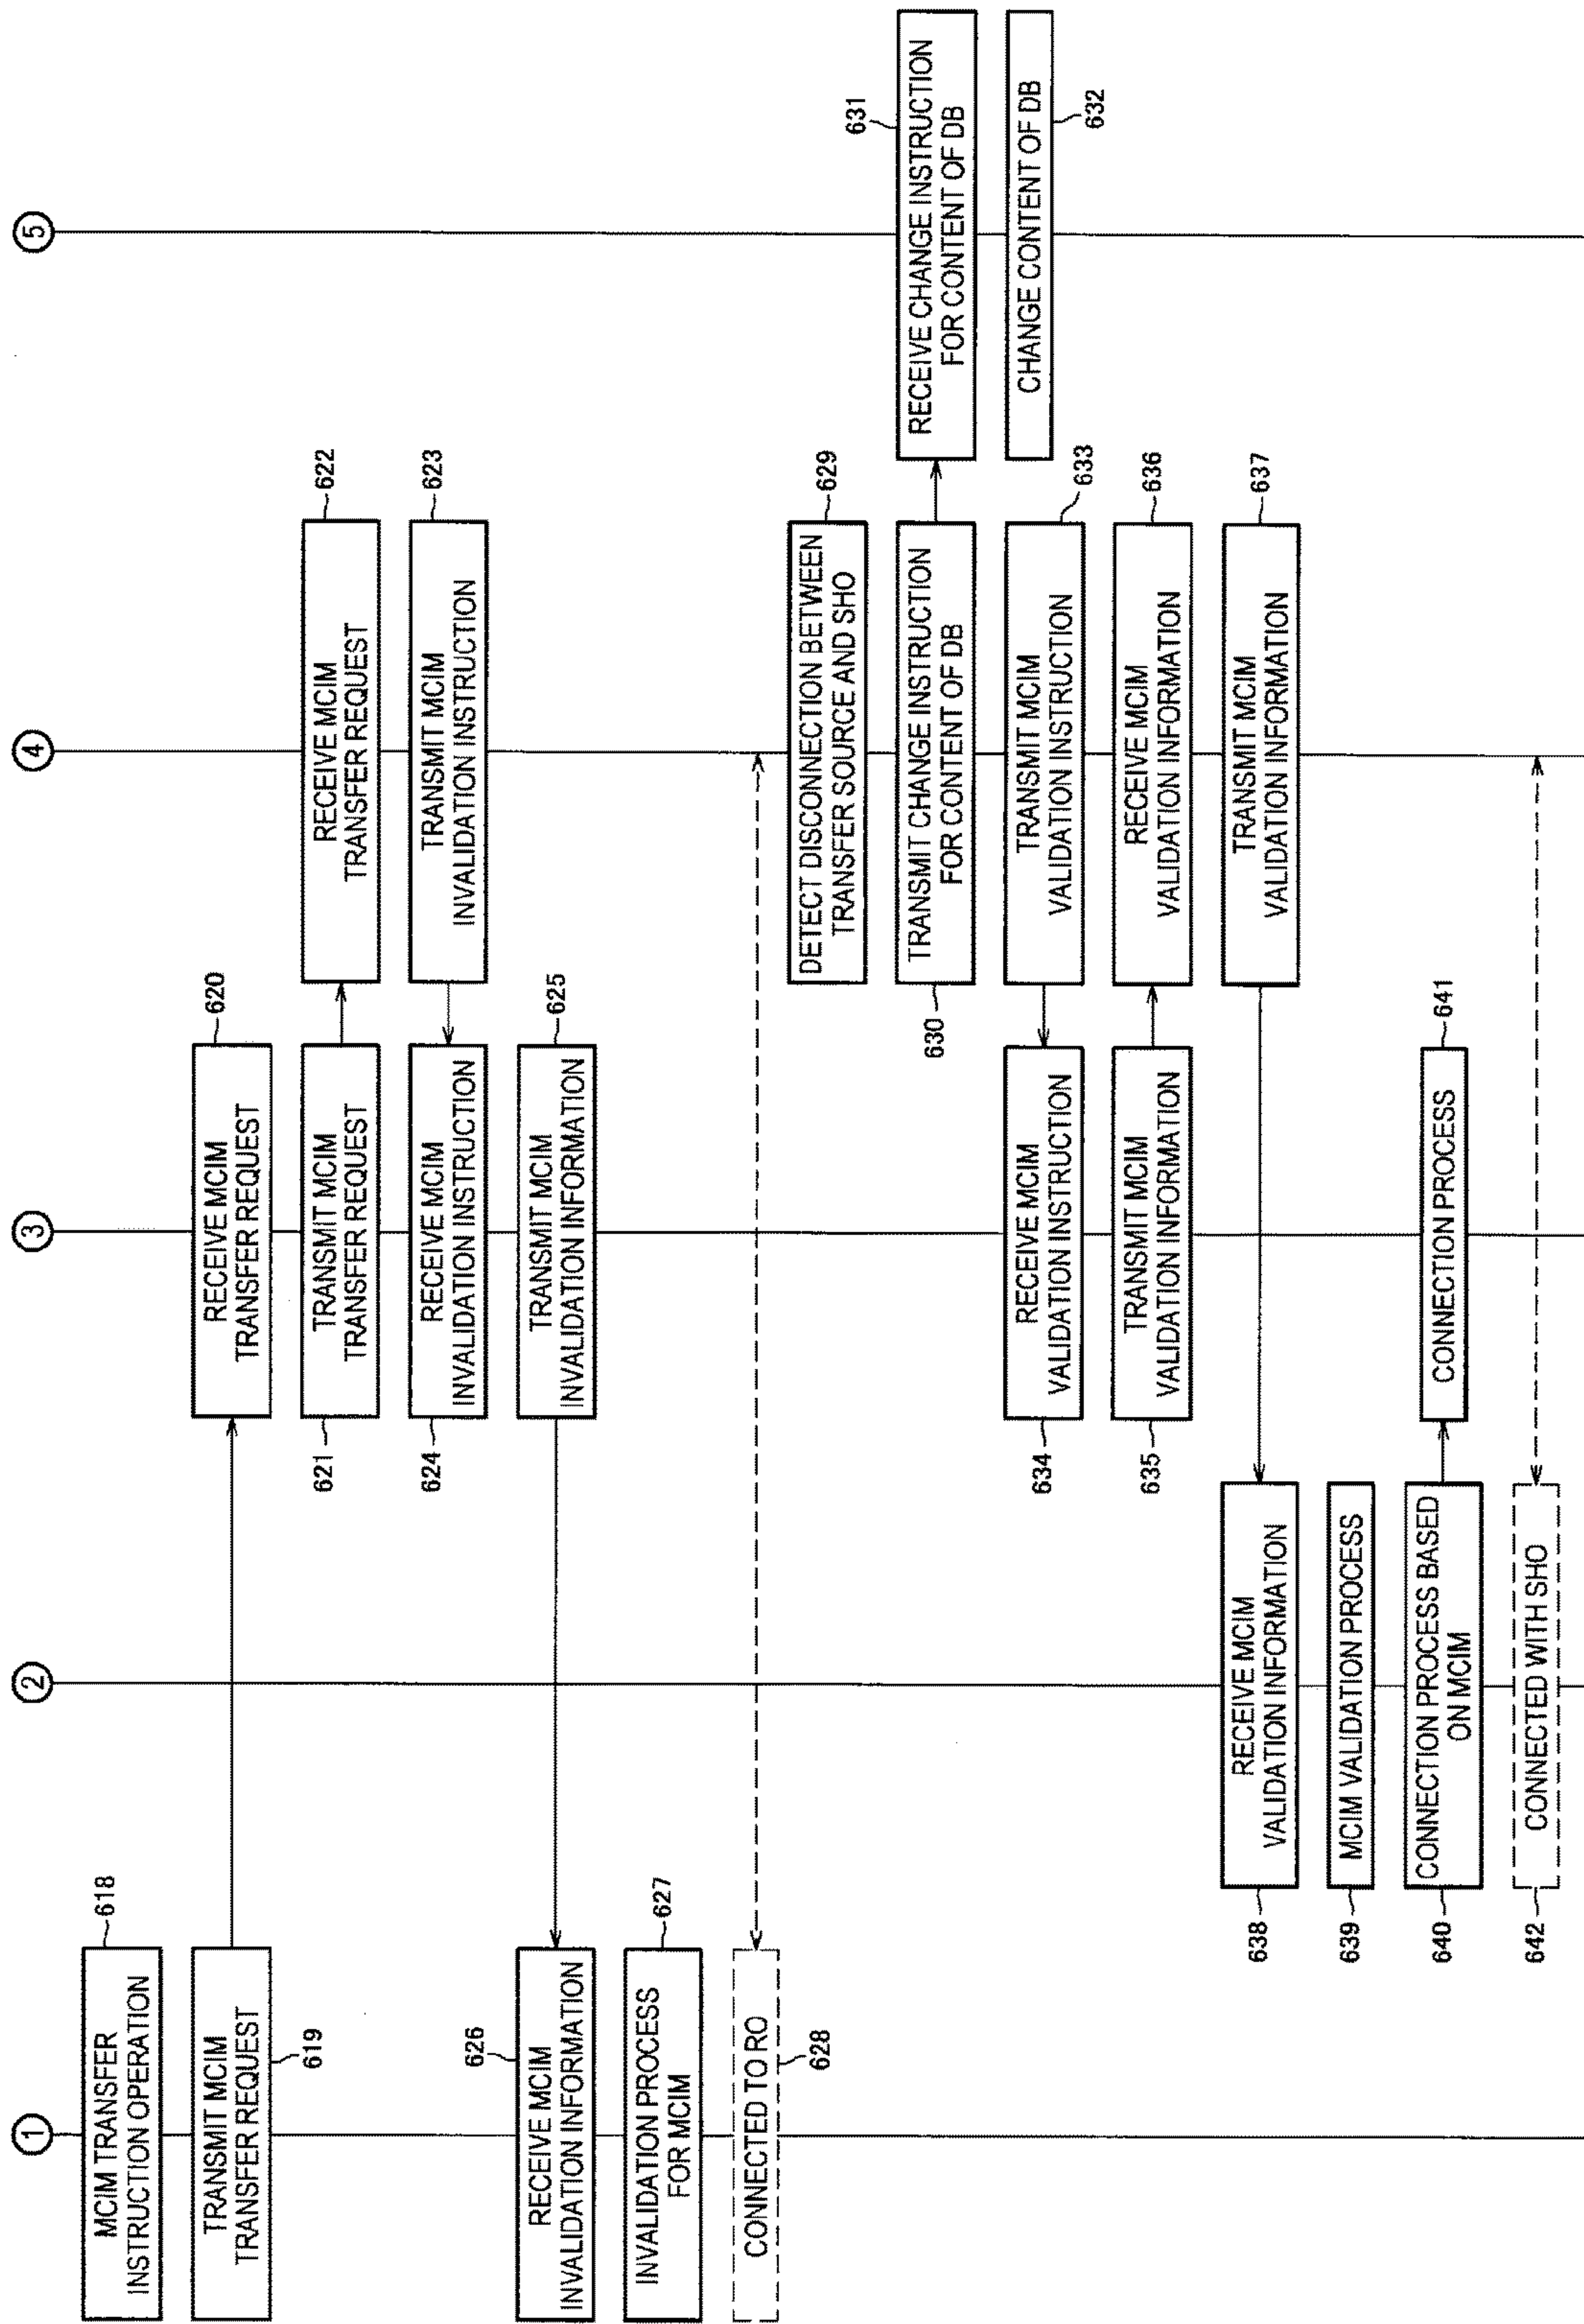 1
2
3
4
5
MCIM TRANSFER
INSTRUCTION OPERATION
618
TRANSMIT MCIM
TRANSFER REQUEST
619
RECEIVE MCIM
TRANSFER REQUEST
620
TRANSMIT MCIM
TRANSFER REQUEST
621
RECEIVE MCIM
TRANSFER REQUEST
622
TRANSMIT MCIM
INVALIDATION INSTRUCTION
623
RECEIVE MCIM
INVALIDATION INSTRUCTION
624
TRANSMIT MCIM
INVALIDATION INFORMATION
625
RECEIVE MCIM
INVALIDATION INFORMATION
626
INVALIDATION PROCESS
FOR MCIM
627
CONNECTED TO RO
628
DETECT DISCONNECTION BETWEEN
TRANSFER SOURCE AND SHO
629
TRANSMIT CHANGE INSTRUCTION
FOR CONTENT OF DB
630
RECEIVE CHANGE INSTRUCTION
FOR CONTENT OF DB
631
CHANGE CONTENT OF DB
632
TRANSMIT MCIM
VALIDATION INSTRUCTION
633
RECEIVE MCIM
VALIDATION INSTRUCTION
634
TRANSMIT MCIM
VALIDATION INFORMATION
635
RECEIVE MCIM
VALIDATION INFORMATION
636
TRANSMIT MCIM
VALIDATION INFORMATION
637
RECEIVE MCIM
VALIDATION INFORMATION
638
MCIM VALIDATION PROCESS
639
CONNECTION PROCESS BASED
ON MCIM
640
CONNECTION PROCESS
641
CONNECTED WITH SHO
642